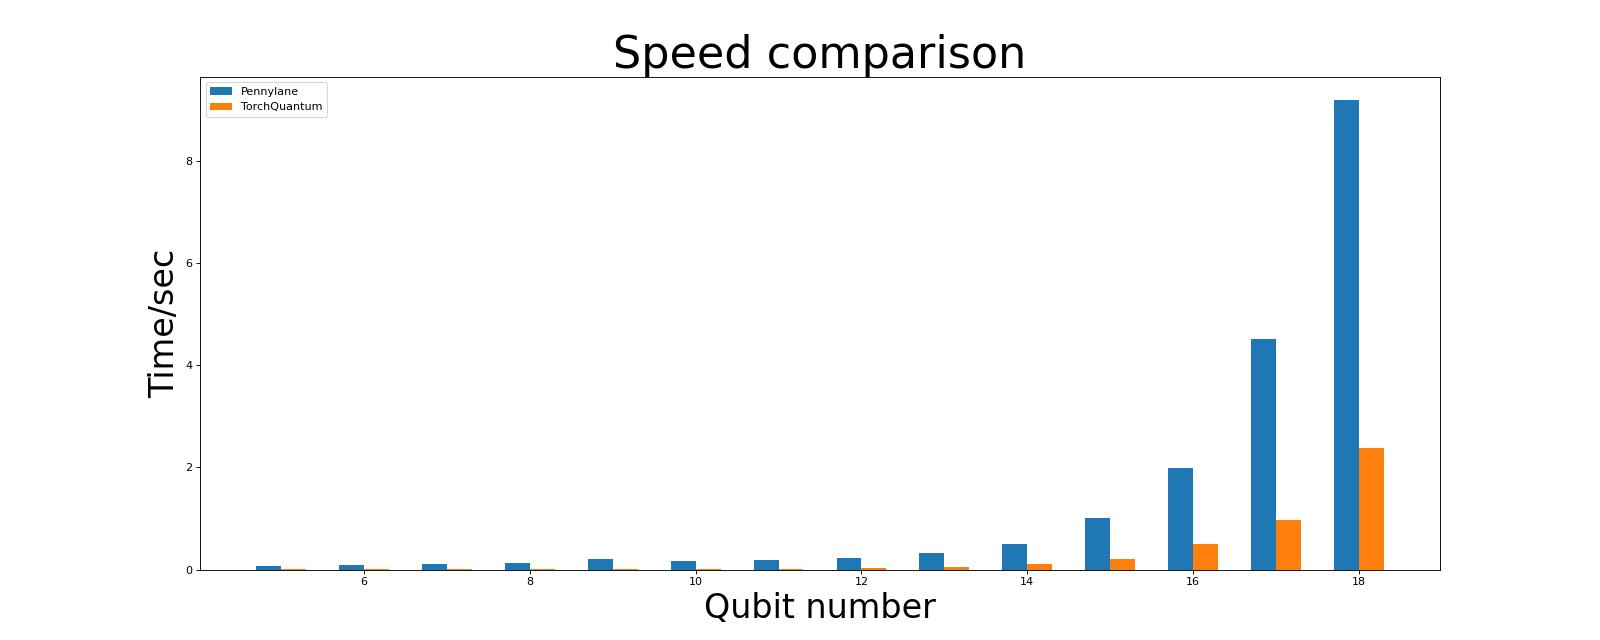 Speed comparison
Pennylane
TorchQuantum
8
6
4
2
0
Time/sec
6 8 10 12 14 16 18
Qubit number